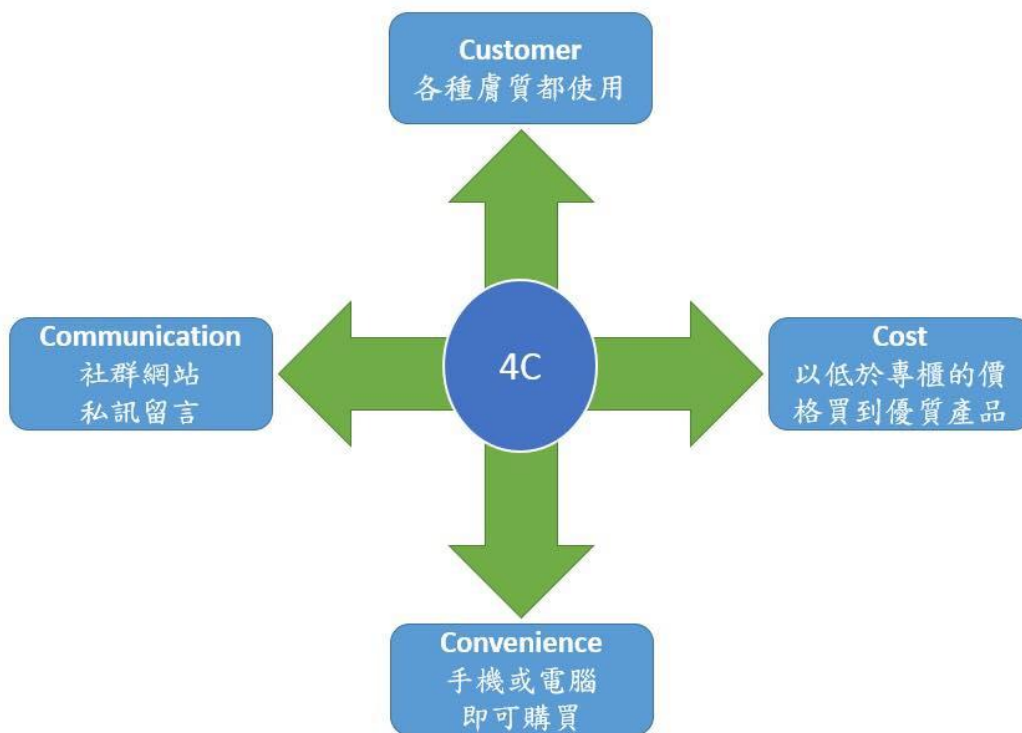 Customer
各種膚質都使用
Communication
社群網站
私訊留言
4C
Cost
以低於專櫃的價
格買到優質產品
Convenience
手機或電腦
即可購買